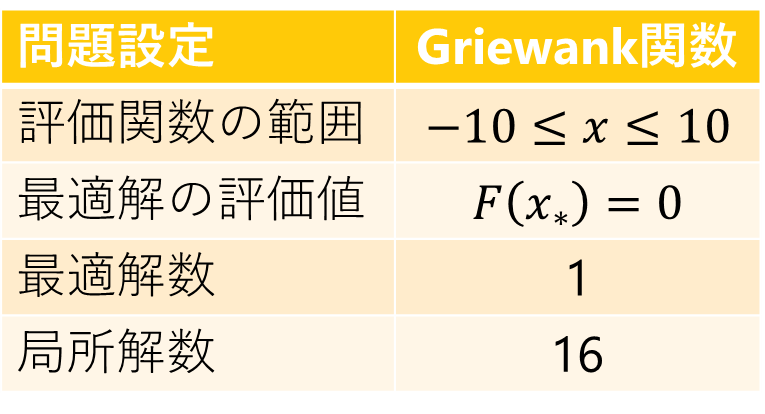 問題設定 Griewank関数
評価関数の範囲 −10 ≤ x ≤ 10
最適解の評価値 F(x∗) = 0
最適解数 1
局所解数 16